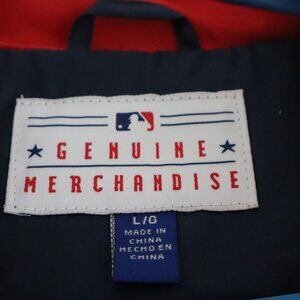 GENUINE
MERCHANDISE
L/G
MADE IN
CHINA
HECHO EN
CHINA